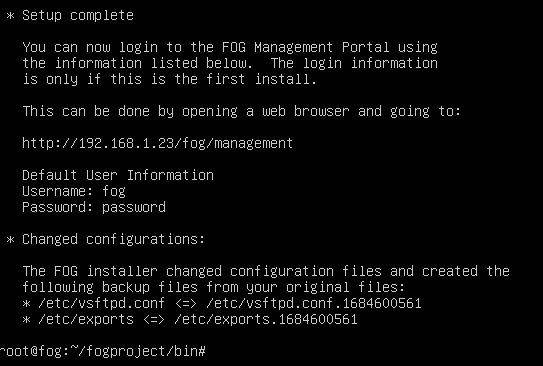 * Setup complete
You can now login to the FOG Management Portal using
the information listed below.  The login information
is only if this is the first install.
This can be done by opening a web browser and going to:
http://192.168.1.23/fog/management
Default User Information
Username: fog
Password: password
* Changed configurations:
The FOG installer changed configuration files and created the
following backup files from your original files:
* /etc/vsftpd.conf <=> /etc/vsftpd.conf.1684600561
* /etc/exports <=> /etc/exports.1684600561
root@fog:~/fogproject/bin#